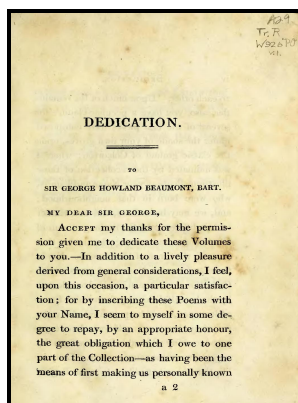 A29
Tr. R
DEDICATION.
TO
SIR GEORGE HOWLAND BEAUMONT, BART.
MY DEAR SIR GEORGE,
ACCEPT my thanks for the permis-
sion given me to dedicate these Volumes
to you.—In addition to a lively pleasure
derived from general considerations, I feel,
upon this occasion, a particular satisfac-
tion; for by inscribing these Poems with
your Name, I seem to myself in some de-
gree to repay, by an appropriate honour,
the great obligation which I owe to one
part of the Collection—as having been the
means of first making us personally known
a 2